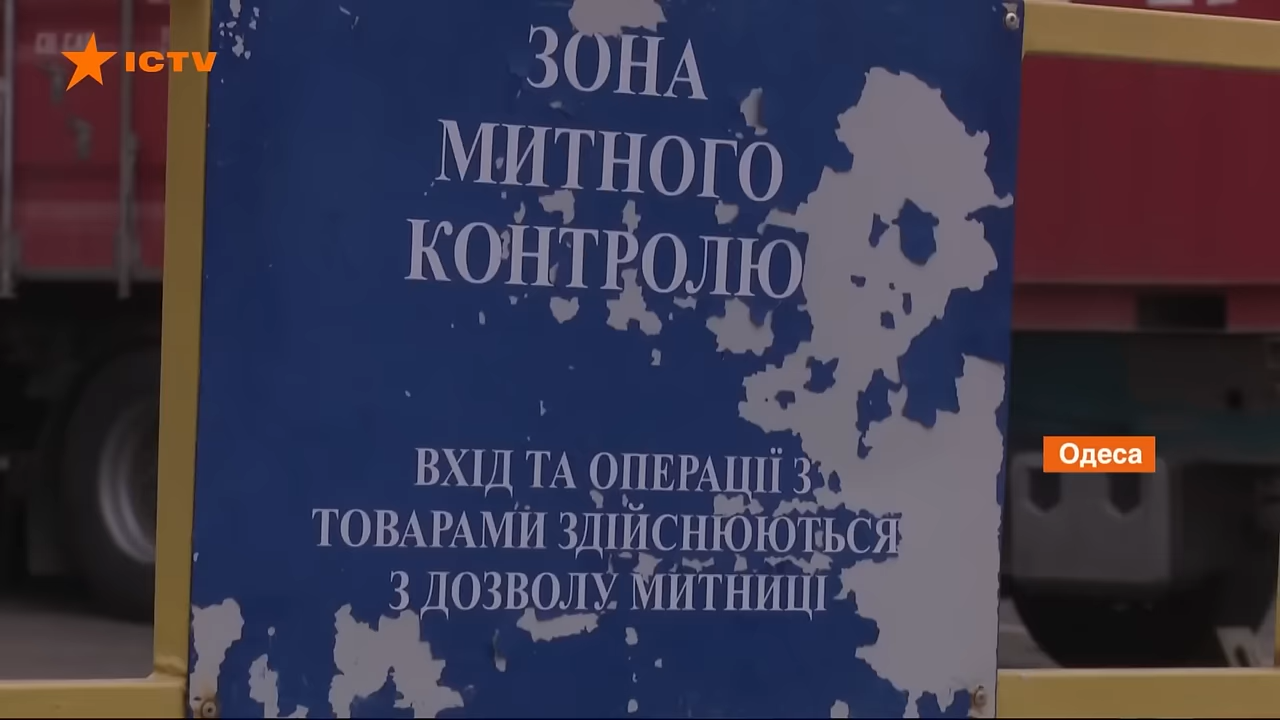 ICTV
ЗОНА
МИТНОГО
КОНТРОЛЮ
ВХІД ТА ОПЕРАЦІЇ З
ТОВАРАМИ ЗДІЙСНЮЮТЬСЯ
З ДОЗВОЛУ МИТНИЦІ
Одеса